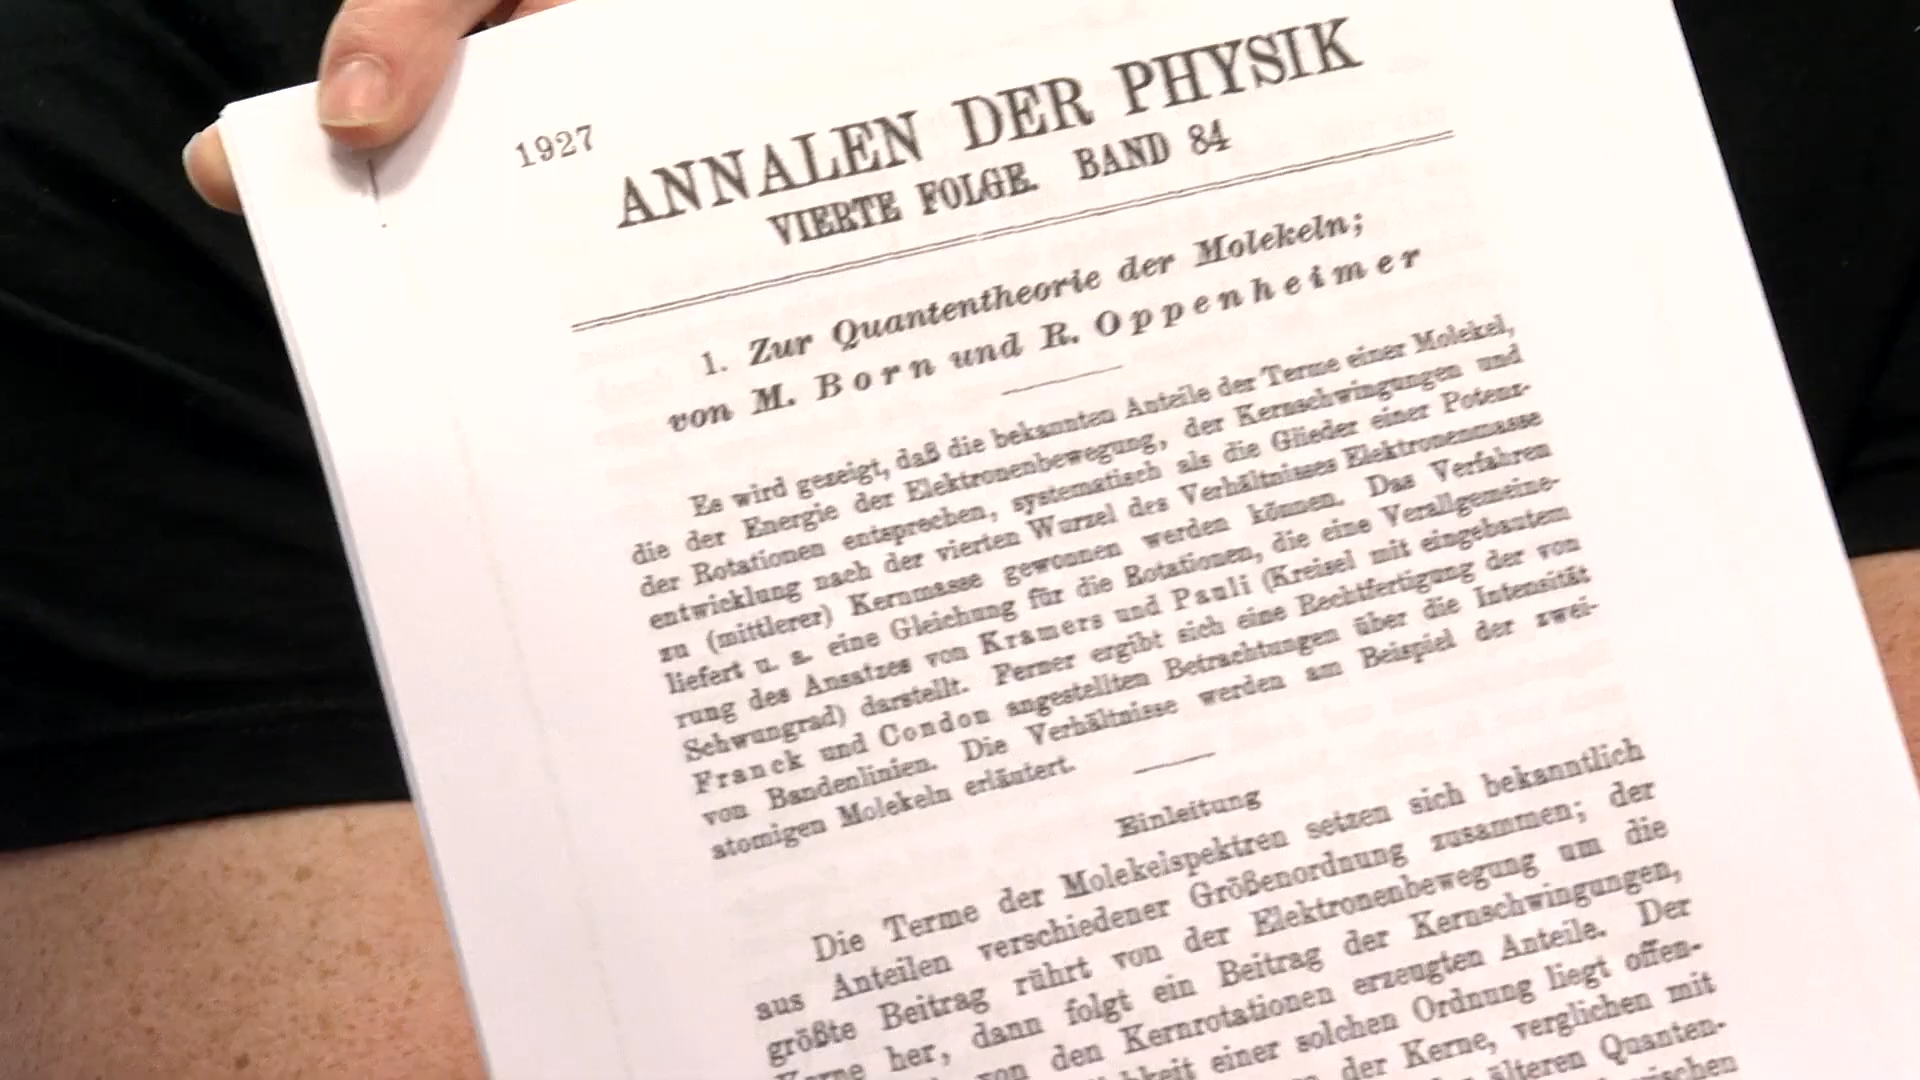 1927
ANNALEN DER PHYSIK
VIERTE FOLGE. BAND 84
1. Zur Quantentheorie der Molekeln;
von M. Born und R. Oppenheimer
Es wird gezeigt, daß die bekannten Anteile der Terme einer Molekel,
die der Energie der Elektronenbewegung, der Kernschwingungen und
der Rotationen entsprechen, systematisch als die Glieder einer Potenz-
entwicklung nach der vierten Wurzel des Verhältnisses Elektronenmasse
zu (mittlerer) Kernmasse gewonnen werden können. Das Verfahren
liefert u. a. eine Gleichung für die Rotationen, die eine Verallgemeine-
rung des Ansatzes von Kramers und Pauli (Kreisel mit eingebautem
Schwungrad) darstellt. Ferner ergibt sich eine Rechtfertigung der von
Franck und Condon angestellten Betrachtungen über die Intensität
von Bandenlinien. Die Verhältnisse werden am Beispiel der zwei-
atomigen Molekeln erläutert.
Einleitung
Die Terme der Molekelspektren setzen sich bekanntlich
aus Anteilen verschiedener Größenordnung zusammen; der
größte Beitrag rührt von der Elektronenbewegung um die
Kerne her, dann folgt ein Beitrag der Kernschwingungen,
von den Kernrotationen erzeugten Anteile. Der
einer solchen Ordnung liegt offen-
der Kerne, verglichen mit
älteren Quanten-